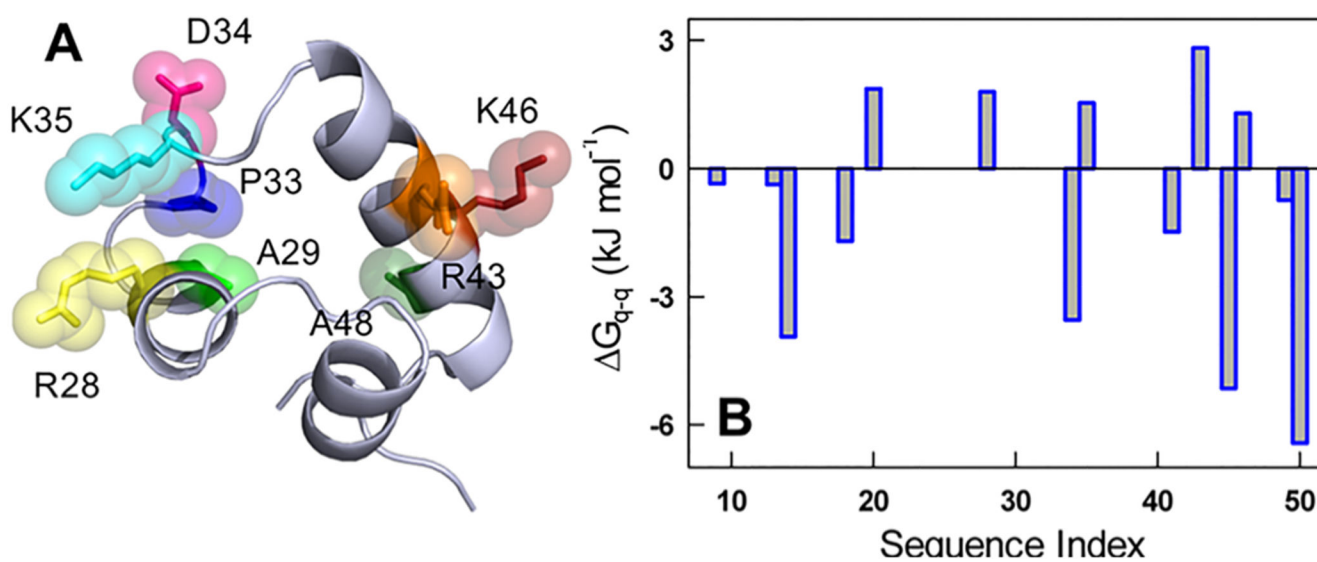 A
D34
K35
K46
P33
A29
R43
A48
R28
3
0
-3
-6
ΔGq-q (kJ mol-1)
B
10 20 30 40 50
Sequence Index